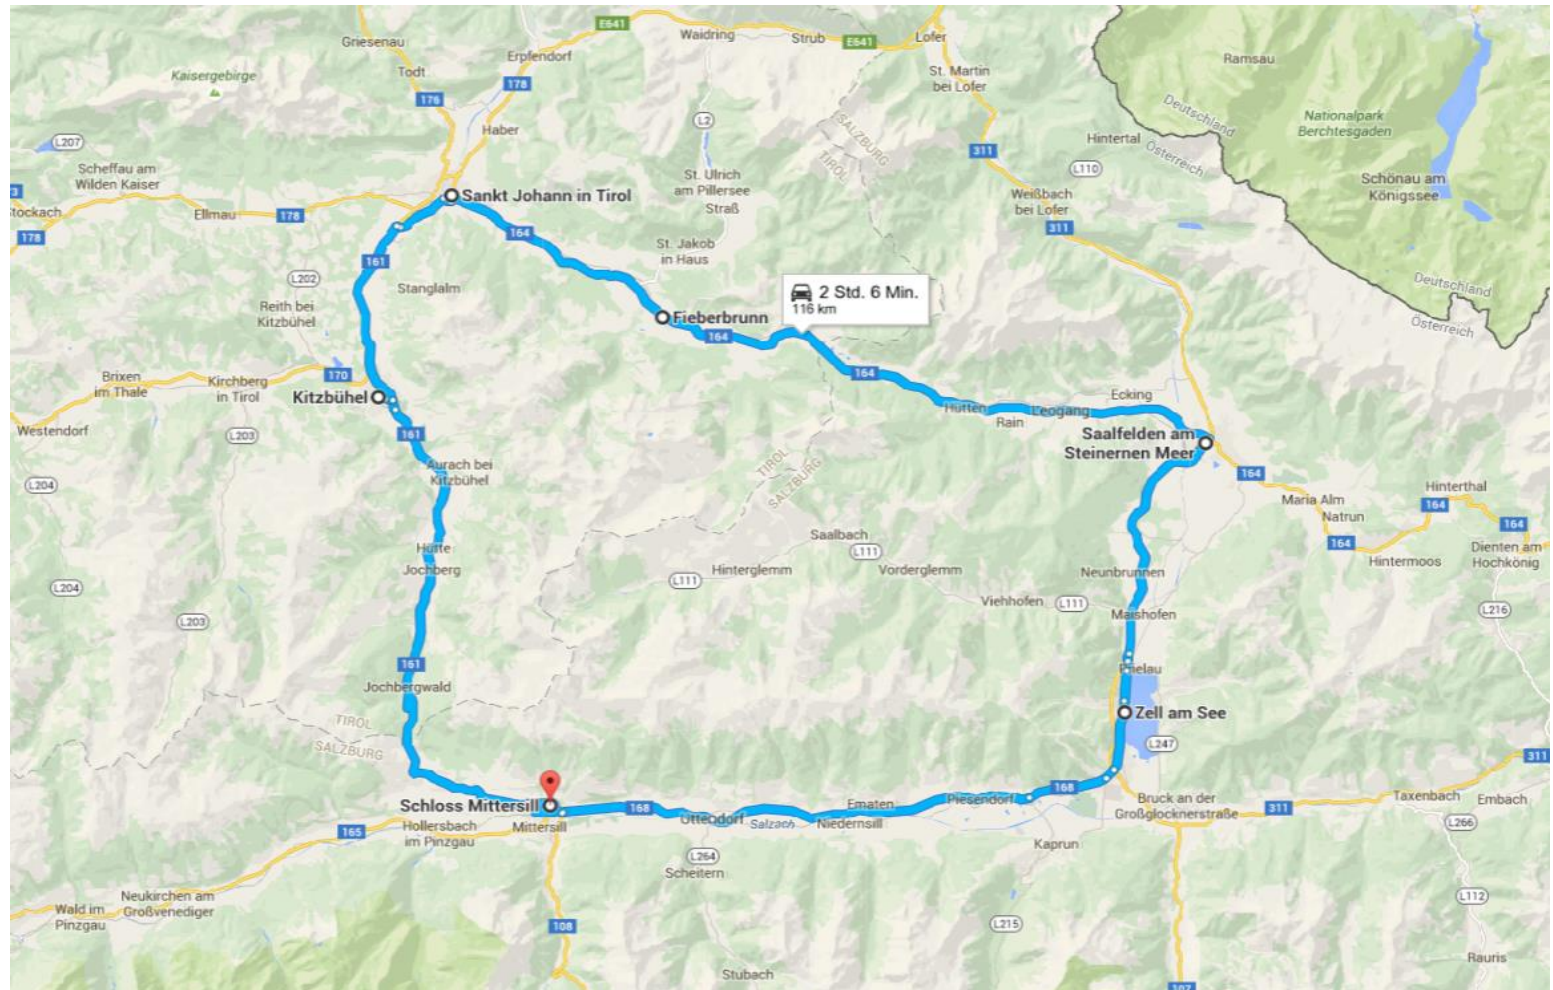 E641
Waidring
Strub
E641
Lofer
Griesenau
Erpfendorf
Ramsau
Kaisergebirge
Todt
178
176
St. Martin
bei Lofer
Deutschland
Nationalpark
Berchtesgaden
L207
Haber
L2
SALZBURG
TIROL
311
Hintertal
Österreich
L110
Scheffau am
Wilden Kaiser
St. Ulrich
am Pillersee
Straß
Schönau am
Königssee
Sankt Johann in Tirol
Weißbach
bei Lofer
3
Stockach
178
Ellmau
178
164
311
St. Jakob
in Haus
161
L202
Stanglalm
Deutschland
Österreich
2 Std. 6 Min.
116 km
Reith bei
Kitzbühel
Fieberbrunn
164
164
Brixen
im Thale
Kirchberg
in Tirol
170
Kitzbühel
Hütten
Rain
Leogang
Ecking
Westendorf
L203
161
Saalfelden am
Steinernen Meer
Aurach bei
Kitzbühel
TIROL
SALZBURG
164
L204
Maria Alm
Natrun
Hinterthal
164
164
164
Hintermoos
Dienten am
Hochkönig
Hütte
Jochberg
Saalbach
L111
Hinterglemm
L111
Vorderglemm
Neunbrunnen
L204
L203
Viehhofen
L111
Maishofen
L216
161
Jochbergwald
Prielau
TIROL
SALZBURG
Zell am See
L247
311
Schloss Mittersill
168
Uttendorf
Salzach
Ematen
Niedernsill
Piesendorf
168
Bruck an der
Großglocknerstraße
311
Taxenbach
Embach
L266
165
Hollersbach
im Pinzgau
Mittersill
Kaprun
L264
Scheitern
Neukirchen am
Großvenediger
Wald im
Pinzgau
L112
108
L215
Stubach
Rauris
107